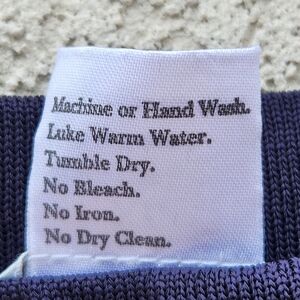 Machine or Hand Wash.
Luke Warm Water.
Tumble Dry.
No Bleach.
No Iron.
No Dry Clean.